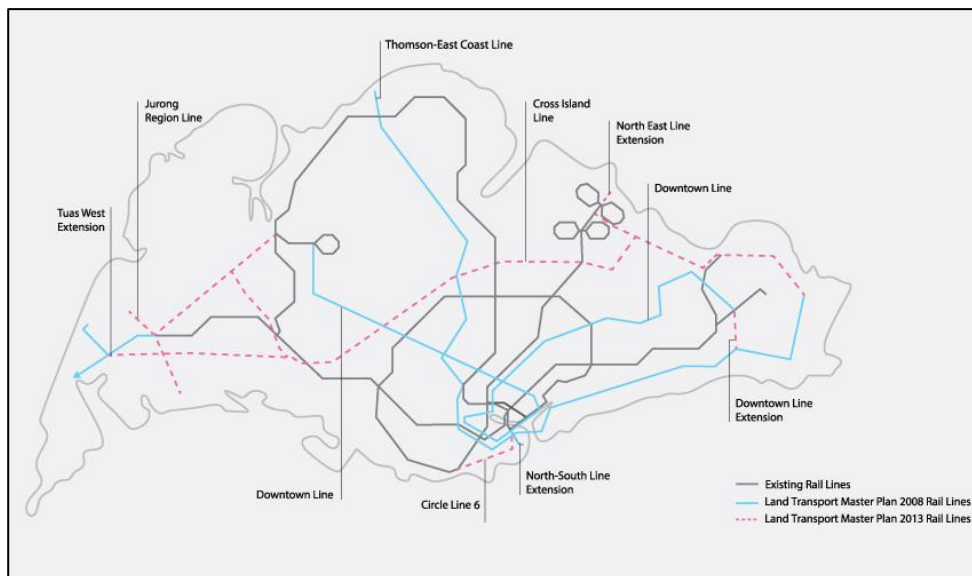 Thomson-East Coast Line
Jurong
Region Line
Cross Island
Line
North East Line
Extension
Downtown Line
Tuas West
Extension
Downtown Line
Extension
Downtown Line
North-South Line
Extension
Circle Line 6
Existing Rail Lines
Land Transport Master Plan 2008 Rail Lines
Land Transport Master Plan 2013 Rail Lines